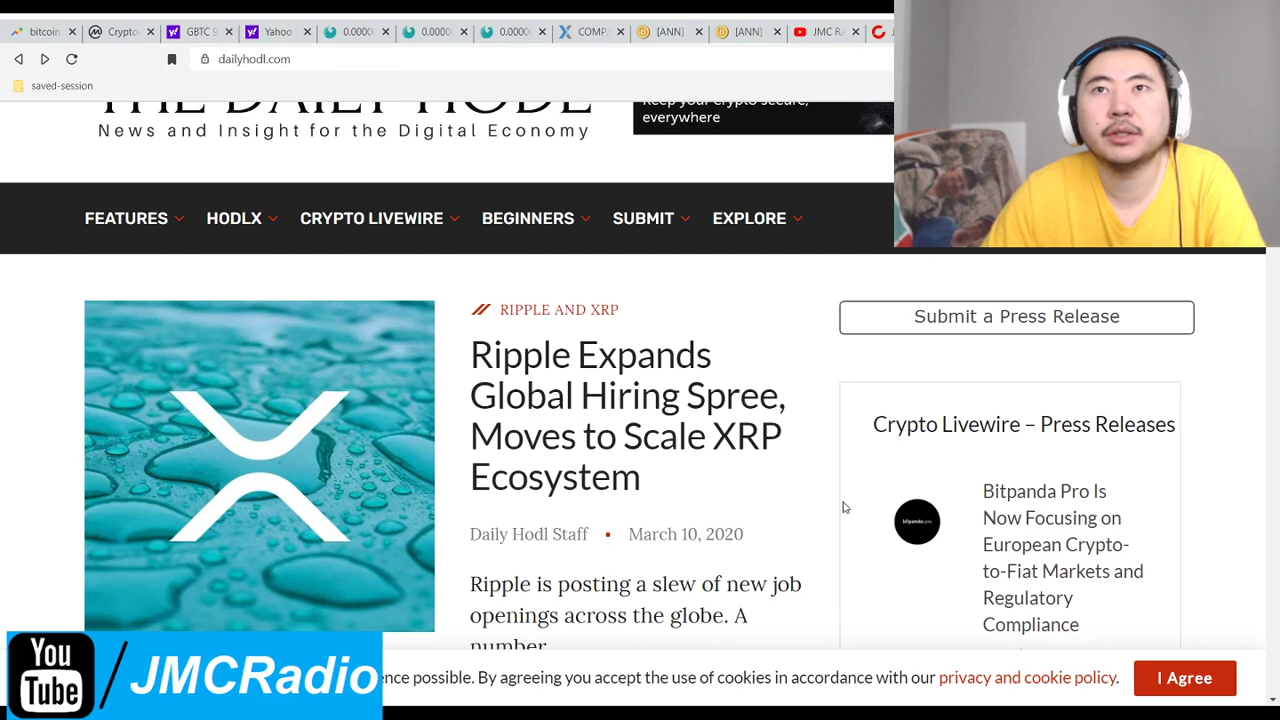 bitcoin
Crypto
GBTC S
Yahoo
0.0000
0.000(
0.0000
COMP
[ANN]
[ANN]
JMC Ra
dailyhodl.com
saved-session
THE DAILY HODL
News and Insight for the Digital Economy
Keep your crypto secure,
everywhere
FEATURES HODLX CRYPTO LIVEWIRE BEGINNERS SUBMIT EXPLORE
RIPPLE AND XRP
Ripple Expands
Global Hiring Spree,
Moves to Scale XRP
Ecosystem
Daily Hodl Staff ▪ March 10, 2020
Ripple is posting a slew of new job
openings across the globe. A
number
Submit a Press Release
Crypto Livewire – Press Releases
bitpanda pro
Bitpanda Pro Is
Now Focusing on
European Crypto-
to-Fiat Markets and
Regulatory
Compliance
You
Tube
/ JMCRadio
ence possible. By agreeing you accept the use of cookies in accordance with our privacy and cookie policy.
I Agree